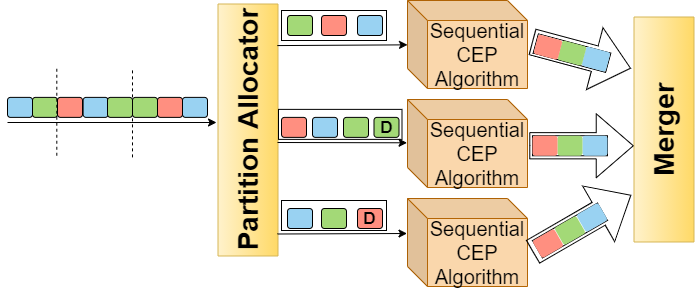 Partition Allocator
Sequential
CEP
Algorithm
D
Sequential
CEP
Algorithm
D
Sequential
CEP
Algorithm
Merger